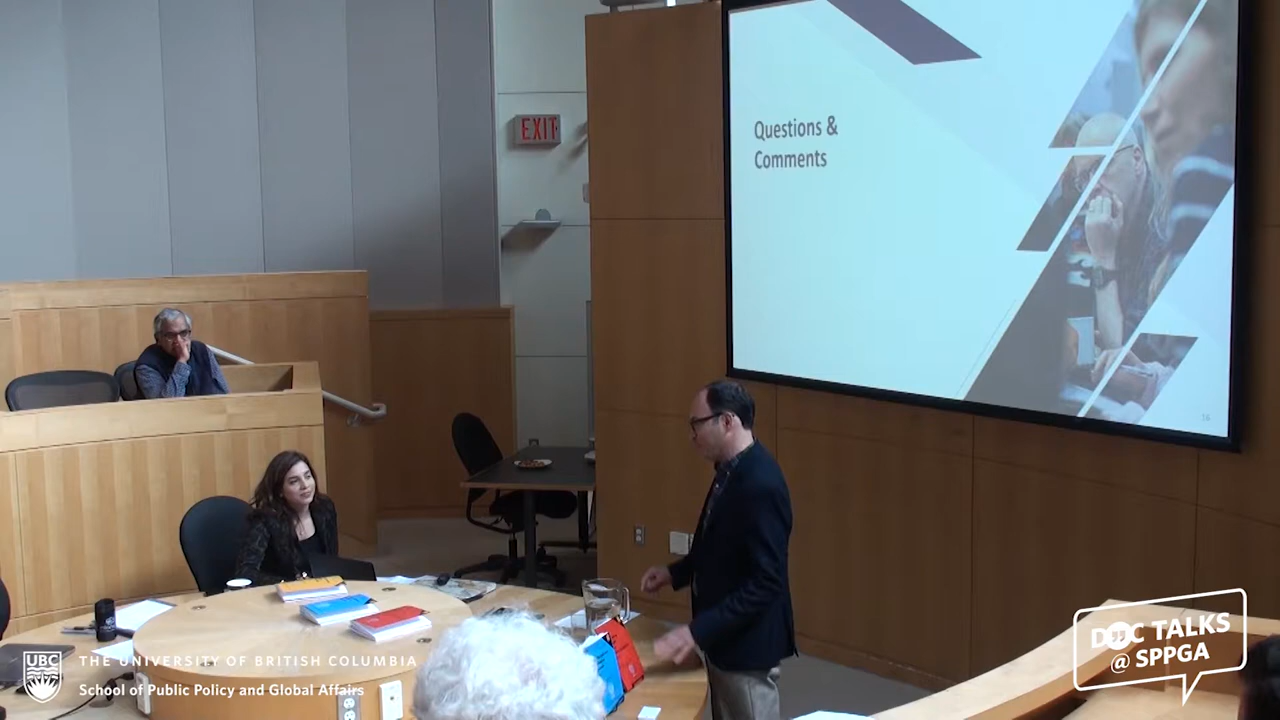 EXIT
Questions &
Comments
16
UBC
THE UNIVERSITY OF BRITISH COLUMBIA
School of Public Policy and Global Affairs
DOC TALKS
@ SPPGA